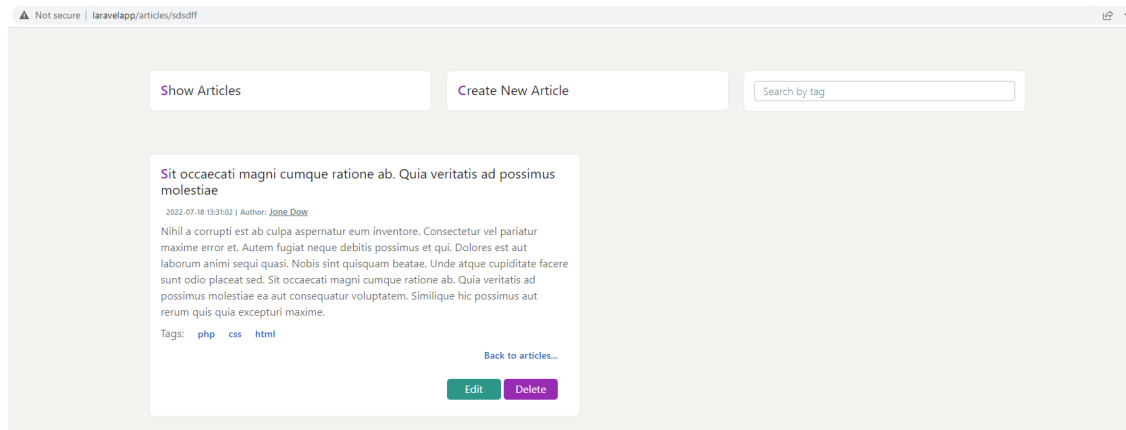 Not secure | laravelapp/articles/sdsdff
Show Articles
Create New Article
Search by tag
Sit occaecati magni cumque ratione ab. Quia veritatis ad possimus
molestiae
2022-07-18 13:31:02 | Author: Jone Dow
Nihil a corrupti est ab culpa aspernatur eum inventore. Consectetur vel pariatur
maxime error et. Autem fugiat neque debitis possimus et qui. Dolores est aut
laborum animi sequi quasi. Nobis sint quisquam beatae. Unde atque cupiditate facere
sunt odio placeat sed. Sit occaecati magni cumque ratione ab. Quia veritatis ad
possimus molestiae ea aut consequatur voluptatem. Similique hic possimus aut
rerum quis quia excepturi maxime.
Tags: php css html
Back to articles...
Edit Delete